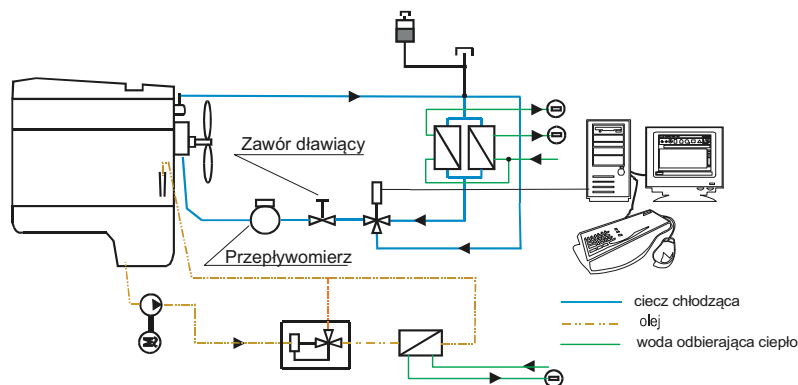 Zawór dławiący
Przepływomierz
ciecz chłodząca
olej
woda odbierająca ciepło